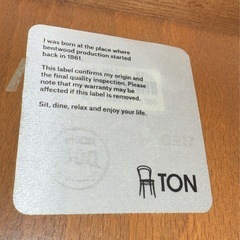 I was born at the place where
bentwood production started
back in 1861.
This label confirms my origin and
the final quality inspection. Please
note that my warranty may be
affected if this label is removed.
Sit, dine, relax and enjoy your life.
TON